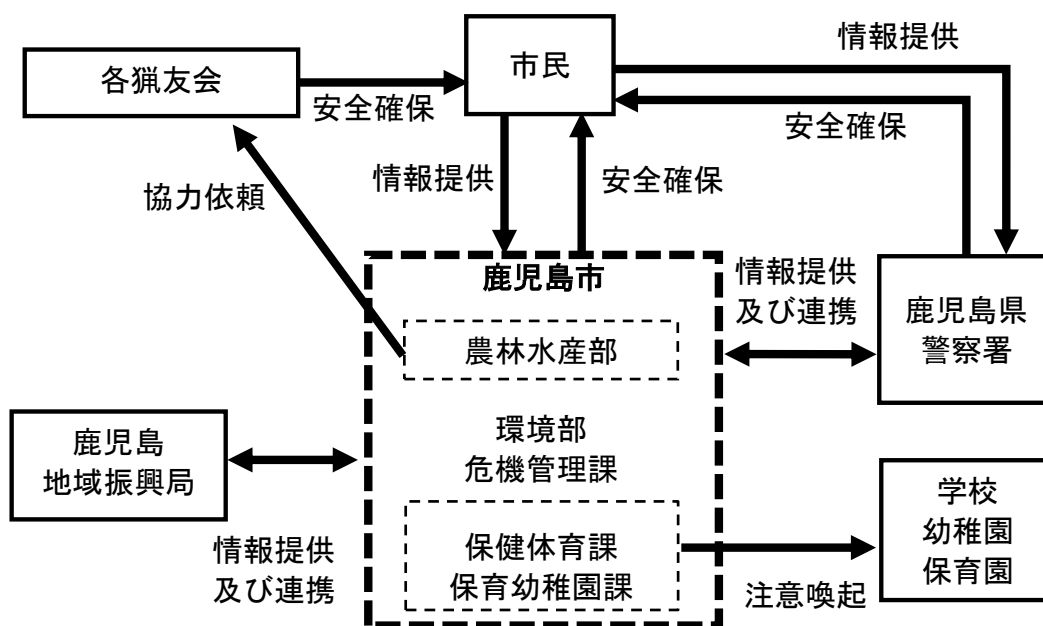 情報提供
各猟友会
市民
安全確保
安全確保
情報提供
安全確保
協力依頼
鹿児島市
情報提供
及び連携
鹿児島県
警察署
農林水産部
鹿児島
地域振興局
環境部
危機管理課
学校
幼稚園
保育園
情報提供
及び連携
保健体育課
保育幼稚園課
注意喚起